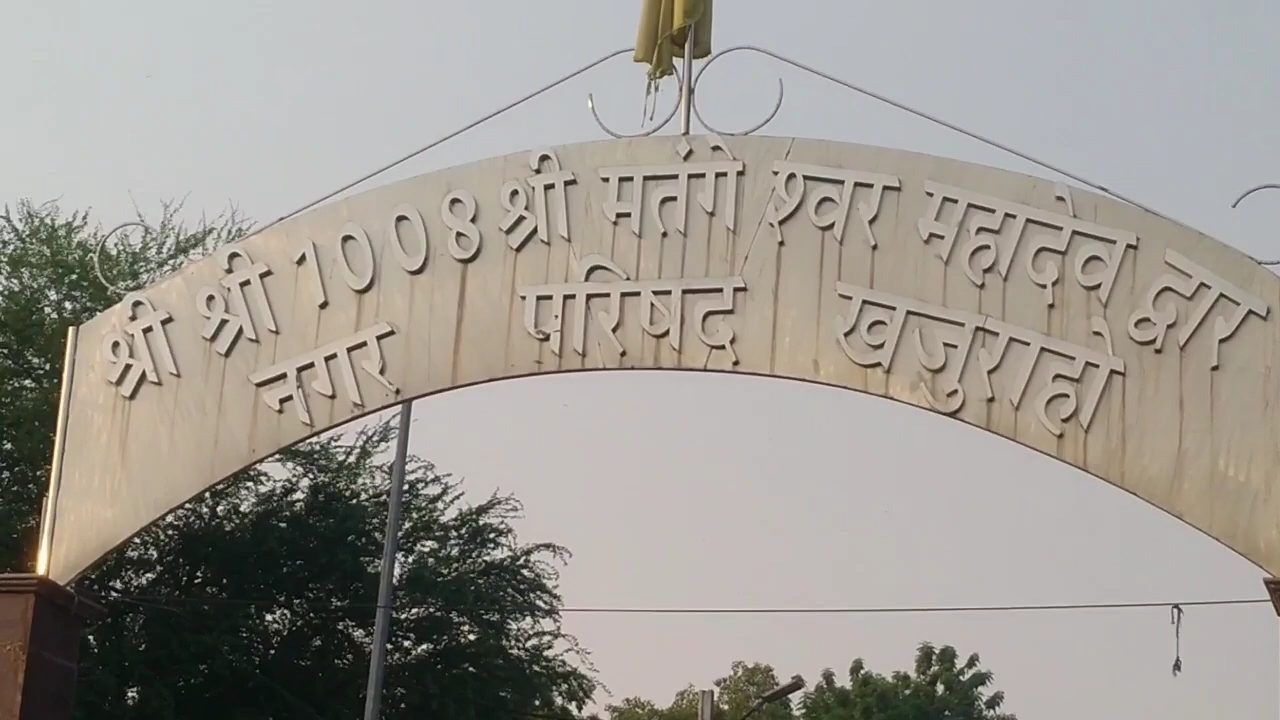 श्री श्री 1008 श्री मतंगेश्वर महादेव द्वार
नगर परिषद खजुराहो